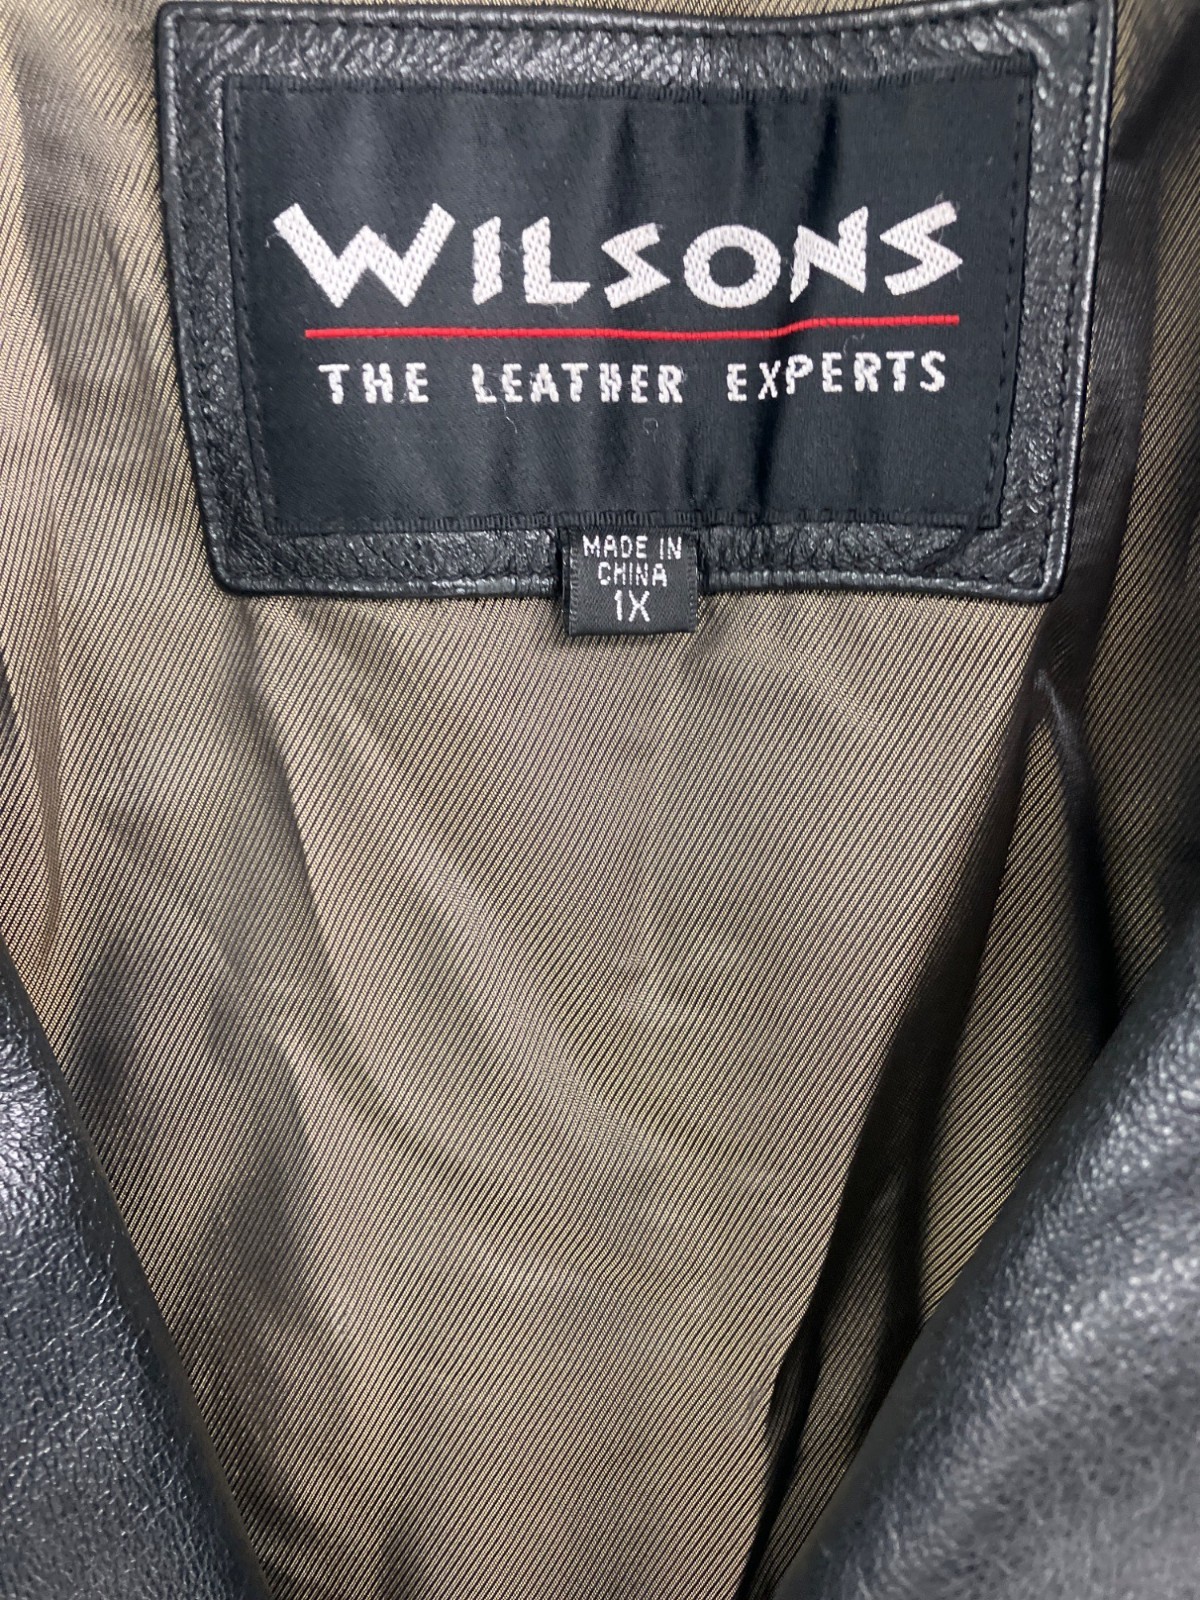 WILSONS
THE LEATHER EXPERTS
MADE IN
CHINA
1X